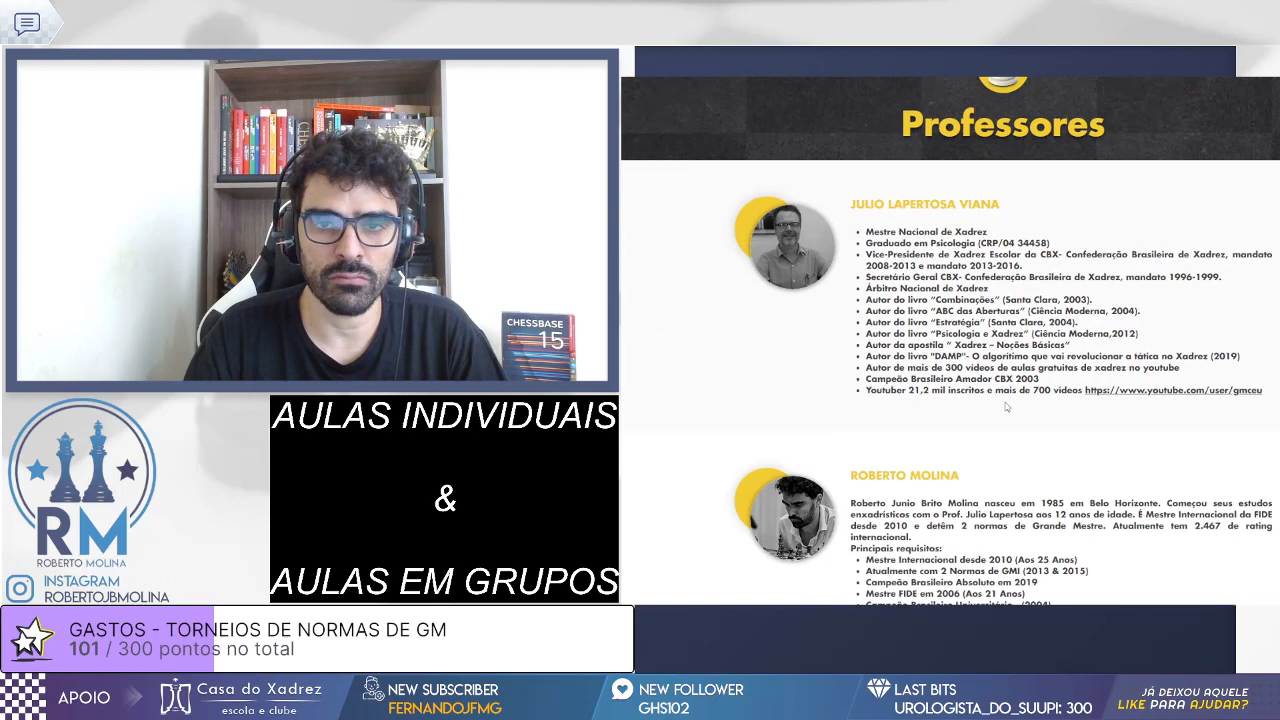 CHESSBASE
15
Professores
JULIO LAPERTOSA VIANA
• Mestre Nacional de Xadrez
• Graduado em Psicologia (CRP/04 34458)
• Vice-Presidente de Xadrez Escolar da CBX- Confederação Brasileira de Xadrez, mandato
2008-2013 e mandato 2013-2016.
• Secretário Geral CBX- Confederação Brasileira de Xadrez, mandato 1996-1999.
• Árbitro Nacional de Xadrez
• Autor do livro “Combinações” (Santa Clara, 2003).
• Autor do livro “ABC das Aberturas” (Ciência Moderna, 2004).
• Autor do livro “Estratégia” (Santa Clara, 2004).
• Autor do livro “Psicologia e Xadrez” (Ciência Moderna,2012)
• Autor da apostila “ Xadrez – Noções Básicas”
• Autor do livro "DAMP"- O algoritimo que vai revolucionar a tática no Xadrez (2019)
• Autor de mais de 300 vídeos de aulas gratuitas de xadrez no youtube
• Campeão Brasileiro Amador CBX 2003
• Youtuber 21,2 mil inscritos e mais de 700 vídeos https://www.youtube.com/user/gmceu
ROBERTO MOLINA
Roberto Junio Brito Molina nasceu em 1985 em Belo Horizonte. Começou seus estudos
enxadrísticos com o Prof. Julio Lapertosa aos 12 anos de idade. É Mestre Internacional da FIDE
desde 2010 e detêm 2 normas de Grande Mestre. Atualmente tem 2.467 de rating
internacional.
Principais requisitos:
• Mestre Internacional desde 2010 (Aos 25 Anos)
• Atualmente com 2 Normas de GMI (2013 & 2015)
• Campeão Brasileiro Absoluto em 2019
• Mestre FIDE em 2006 (Aos 21 Anos)
• Campeão Brasileiro Universitário (2004)
RM
ROBERTO MOLINA
INSTAGRAM
ROBERTOJBMOLINA
AULAS INDIVIDUAIS
&
AULAS EM GRUPOS
GASTOS - TORNEIOS DE NORMAS DE GM
101 / 300 pontos no total
APOIO
Casa do Xadrez
escola e clube
NEW SUBSCRIBER
FERNANDOJFMG
NEW FOLLOWER
GHS102
LAST BITS
UROLOGISTA_DO_SUUPI: 300
JÁ DEIXOU AQUELE
LIKE PARA AJUDAR?